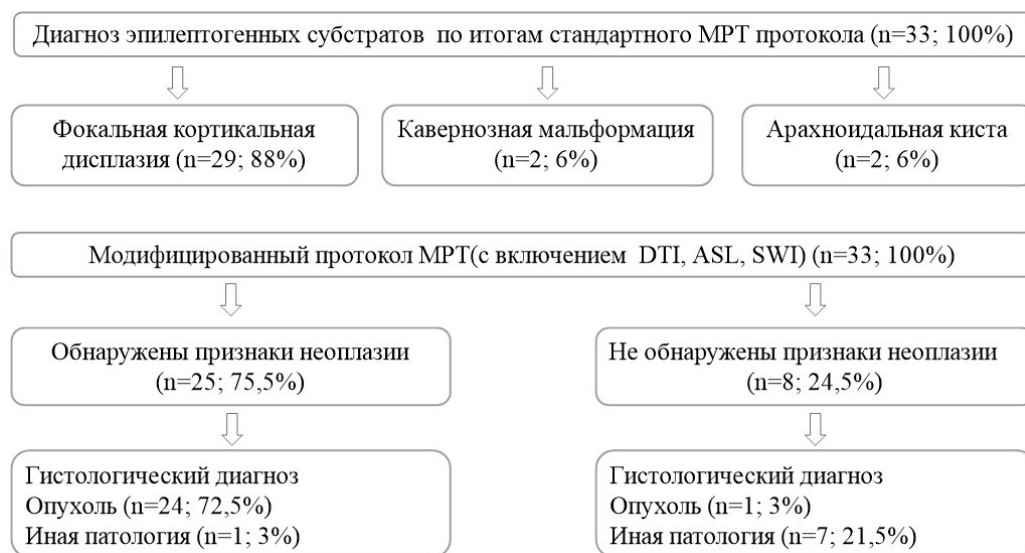 Диагноз эпилептогенных субстратов по итогам стандартного МРТ протокола (n=33; 100%)
Фокальная кортикальная
дисплазия (n=29; 88%)
Кавернозная мальформация
(n=2; 6%)
Арахноидальная киста
(n=2; 6%)
Модифицированный протокол МРТ(с включением DTI, ASL, SWI) (n=33; 100%)
Обнаружены признаки неоплазии
(n=25; 75,5%)
Не обнаружены признаки неоплазии
(n=8; 24,5%)
Гистологический диагноз
Опухоль (n=24; 72,5%)
Иная патология (n=1; 3%)
Гистологический диагноз
Опухоль (n=1; 3%)
Иная патология (n=7; 21,5%)